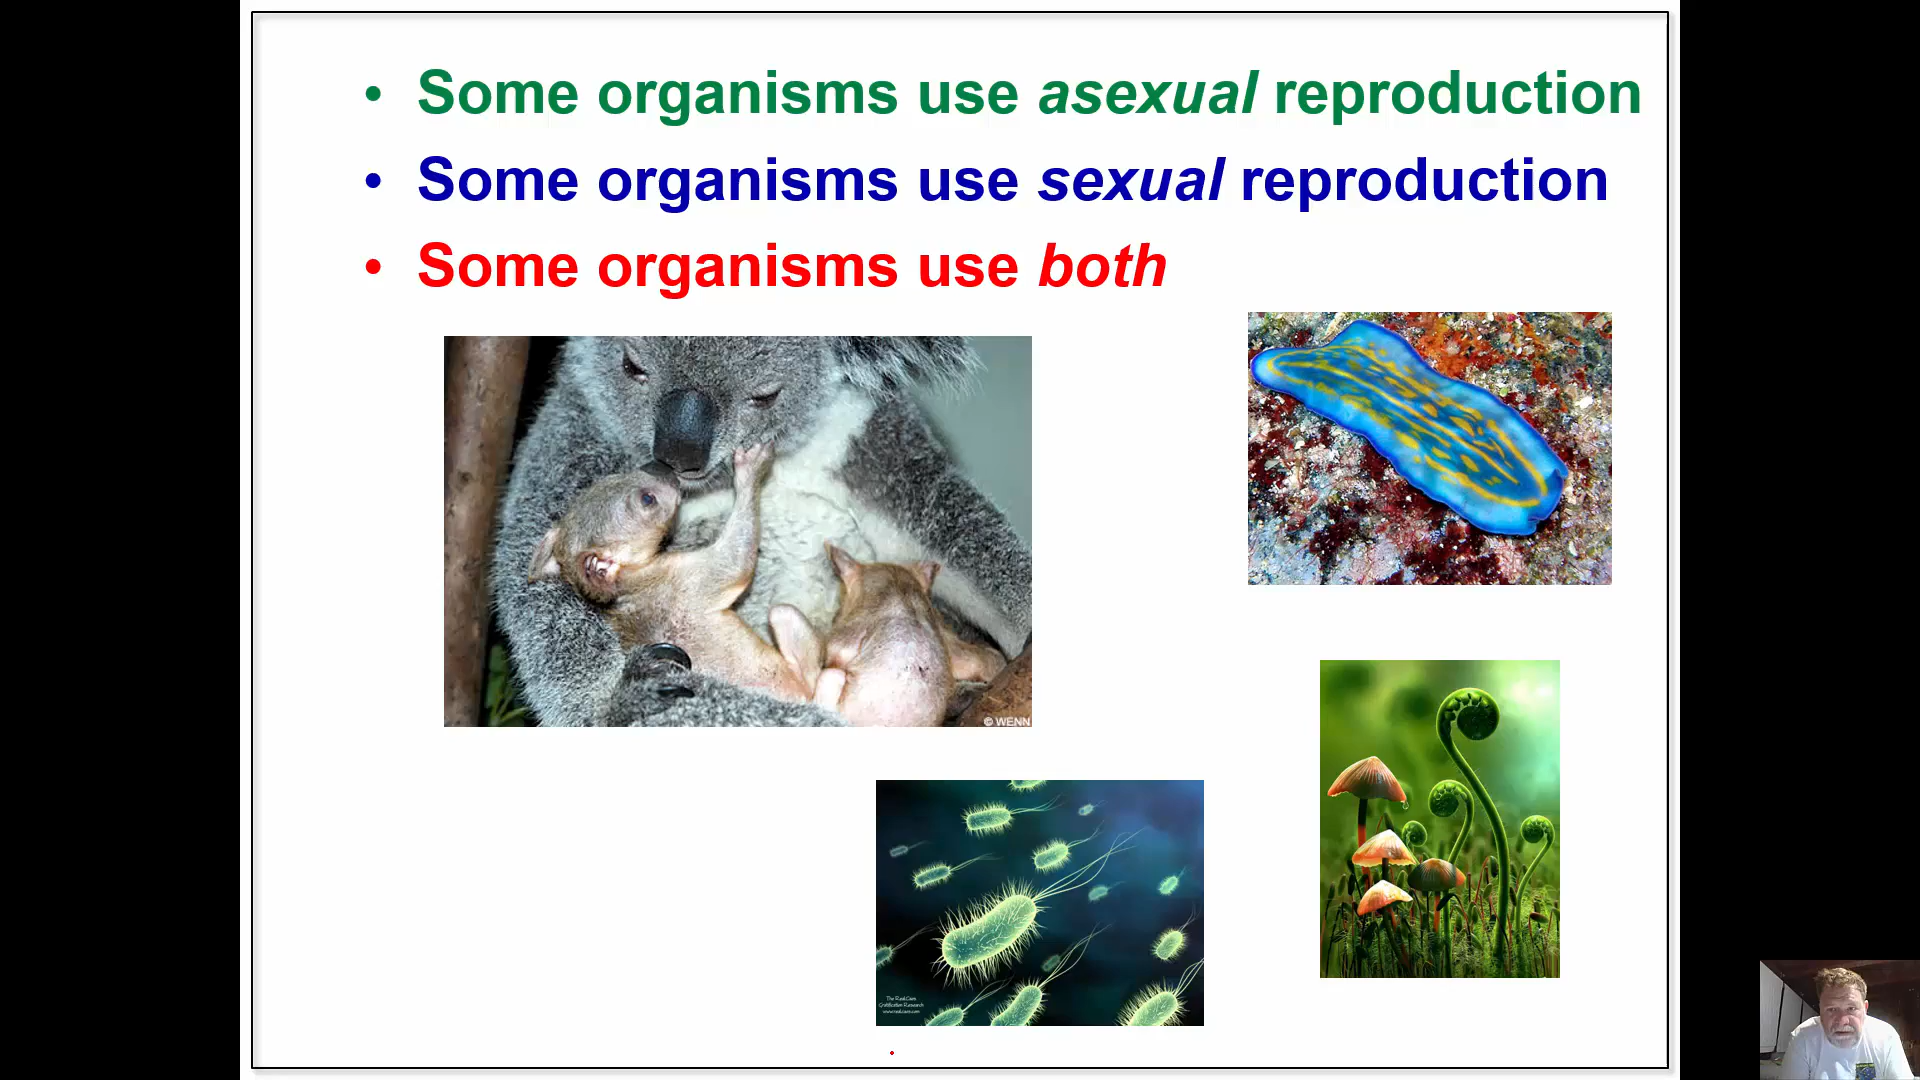 • Some organisms use asexual reproduction
• Some organisms use sexual reproduction
• Some organisms use both
© WENN